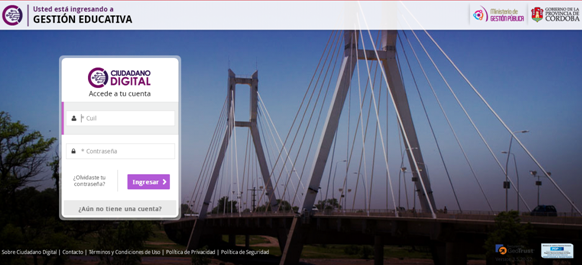 Usted está ingresando a
GESTIÓN EDUCATIVA
Ministerio de
GESTIÓN PÚBLICA
GOBIERNO DE LA
PROVINCIA DE
CÓRDOBA
CIUDADANO
DIGITAL
Accede a tu cuenta
* Cuil
* Contraseña
¿Olvidaste tu
contraseña?
Ingresar
¿Aún no tiene una cuenta?
Sobre Ciudadano Digital | Contacto | Términos y Condiciones de Uso | Política de Privacidad | Política de Seguridad